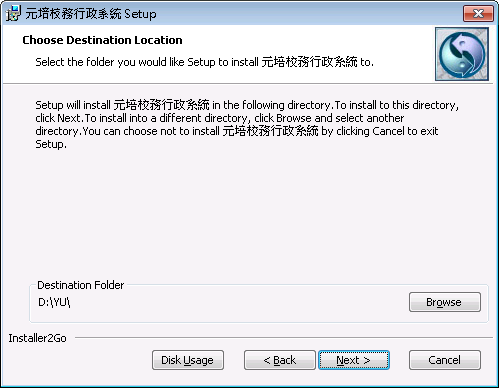 元培校務行政系統 Setup
Choose Destination Location
Select the folder you would like Setup to install 元培校務行政系統 to.
Setup will install 元培校務行政系統 in the following directory.To install to this directory,
click Next.To install into a different directory, click Browse and select another
directory.You can choose not to install 元培校務行政系統 by clicking Cancel to exit
Setup.
Destination Folder
D:\YU\
Browse
Installer2Go
Disk Usage
< Back
Next >
Cancel